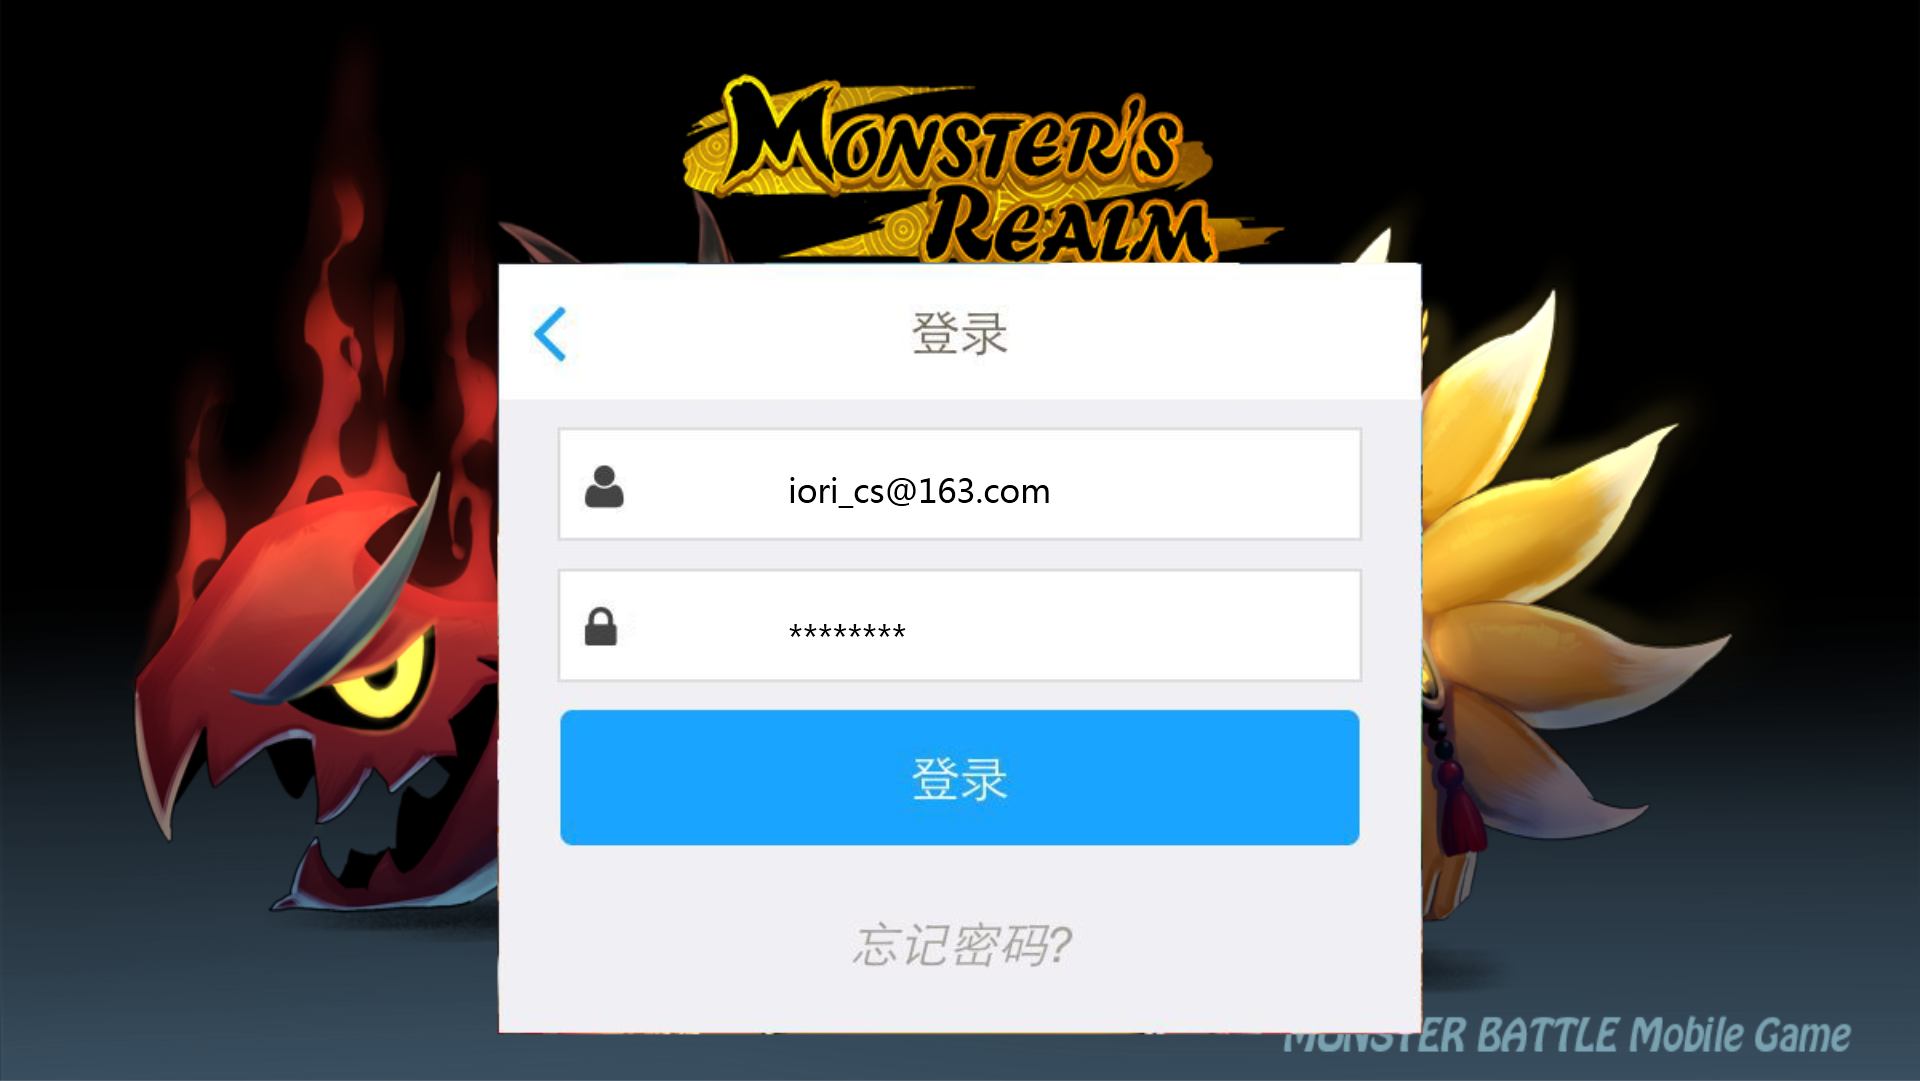 MONSTER'S
REALM
登录
iori_cs@163.com
********
登录
忘记密码?
MONSTER BATTLE Mobile Game